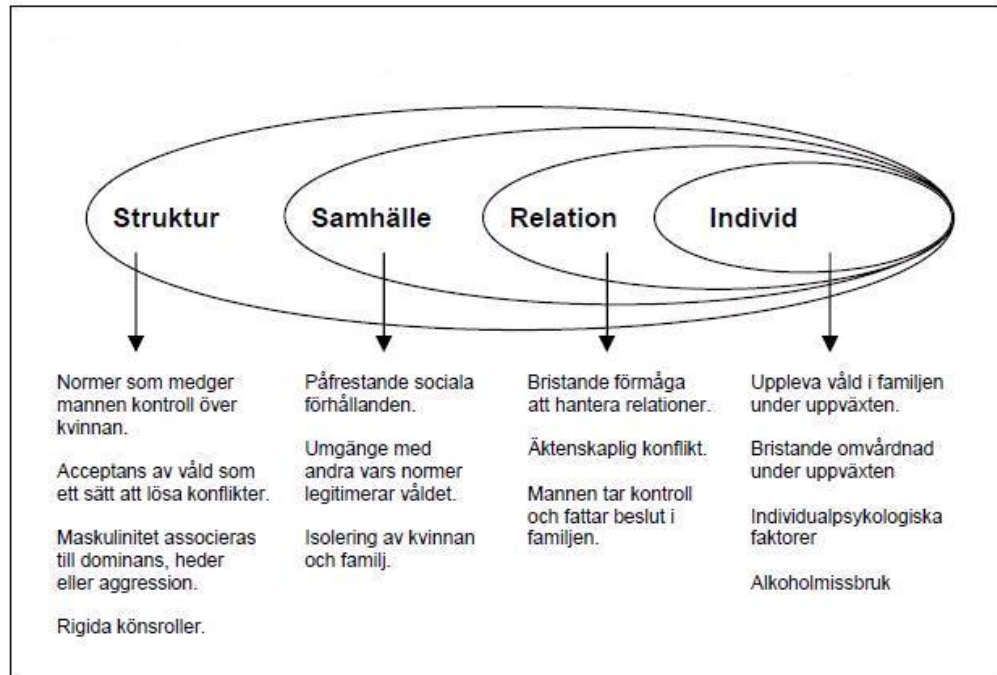 Struktur
Samhälle
Relation
Individ
Normer som medger
mannen kontroll över
kvinnan.
Acceptans av våld som
ett sätt att lösa konflikter.
Maskulinitet associeras
till dominans, heder
eller aggression.
Rigida könsroller.
Påfrestande sociala
förhållanden.
Umgänge med
andra vars normer
legitimerar våldet.
Isolering av kvinnan
och familj.
Bristande förmåga
att hantera relationer.
Äktenskaplig konflikt.
Mannen tar kontroll
och fattar beslut i
familjen.
Uppleva våld i familjen
under uppväxten.
Bristande omvårdnad
under uppväxten
Individualpsykologiska
faktorer
Alkoholmissbruk